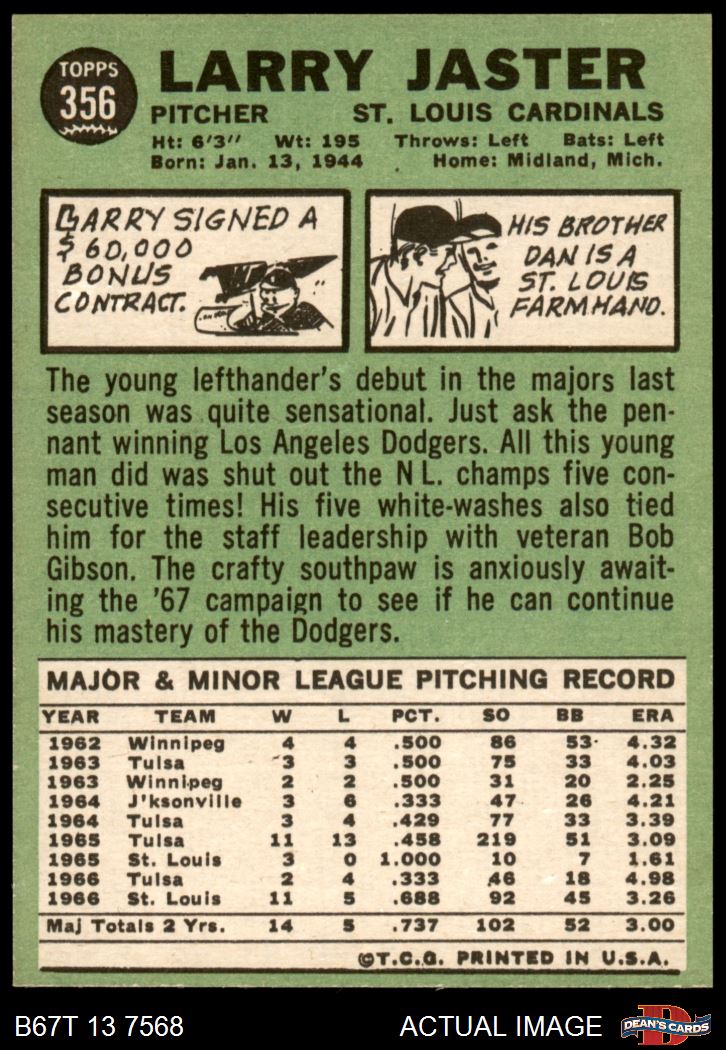 TOPPS
356
LARRY JASTER
PITCHER ST. LOUIS CARDINALS
Ht: 6'3" Wt: 195 Throws: Left Bats: Left
Born: Jan. 13, 1944 Home: Midland, Mich.
LARRY SIGNED A
$60,000
BONUS
CONTRACT.
HIS BROTHER
DAN IS A
ST. LOUIS
FARMHAND.
The young lefthander's debut in the majors last
season was quite sensational. Just ask the pen-
nant winning Los Angeles Dodgers. All this young
man did was shut out the N L. champs five con-
secutive times! His five white-washes also tied
him for the staff leadership with veteran Bob
Gibson. The crafty southpaw is anxiously await-
ing the '67 campaign to see if he can continue
his mastery of the Dodgers.
MAJOR & MINOR LEAGUE PITCHING RECORD
YEAR TEAM W L PCT. SO BB ERA
1962 Winnipeg 4 4 .500 86 53 4.32
1963 Tulsa 3 3 .500 75 33 4.03
1963 Winnipeg 2 2 .500 31 20 2.25
1964 J'ksonville 3 6 .333 47 26 4.21
1964 Tulsa 3 4 .429 77 33 3.39
1965 Tulsa 11 13 .458 219 51 3.09
1965 St. Louis 3 0 1.000 10 7 1.61
1966 Tulsa 2 4 .333 46 18 4.98
1966 St. Louis 11 5 .688 92 45 3.26
Maj Totals 2 Yrs. 14 5 .737 102 52 3.00
©T.C.G. PRINTED IN U.S.A.
B67T 13 7568 ACTUAL IMAGE DEAN'S CARDS